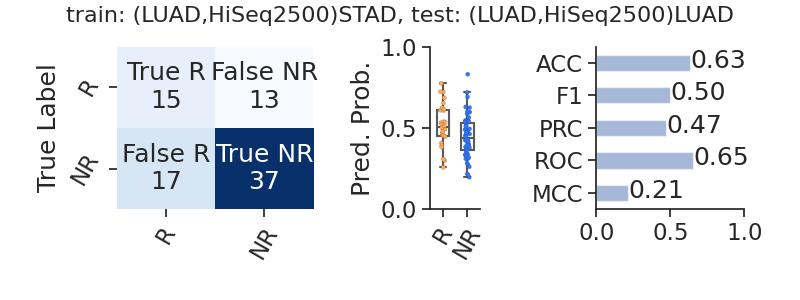 train: (LUAD,HiSeq2500)STAD, test: (LUAD,HiSeq2500)LUAD
True Label
R
NR
True R
15
False NR
13
False R
17
True NR
37
R
NR
Pred. Prob.
1.0
0.5
0.0
R
NR
ACC
0.63
F1
0.50
PRC
0.47
ROC
0.65
MCC
0.21
0.0
0.5
1.0